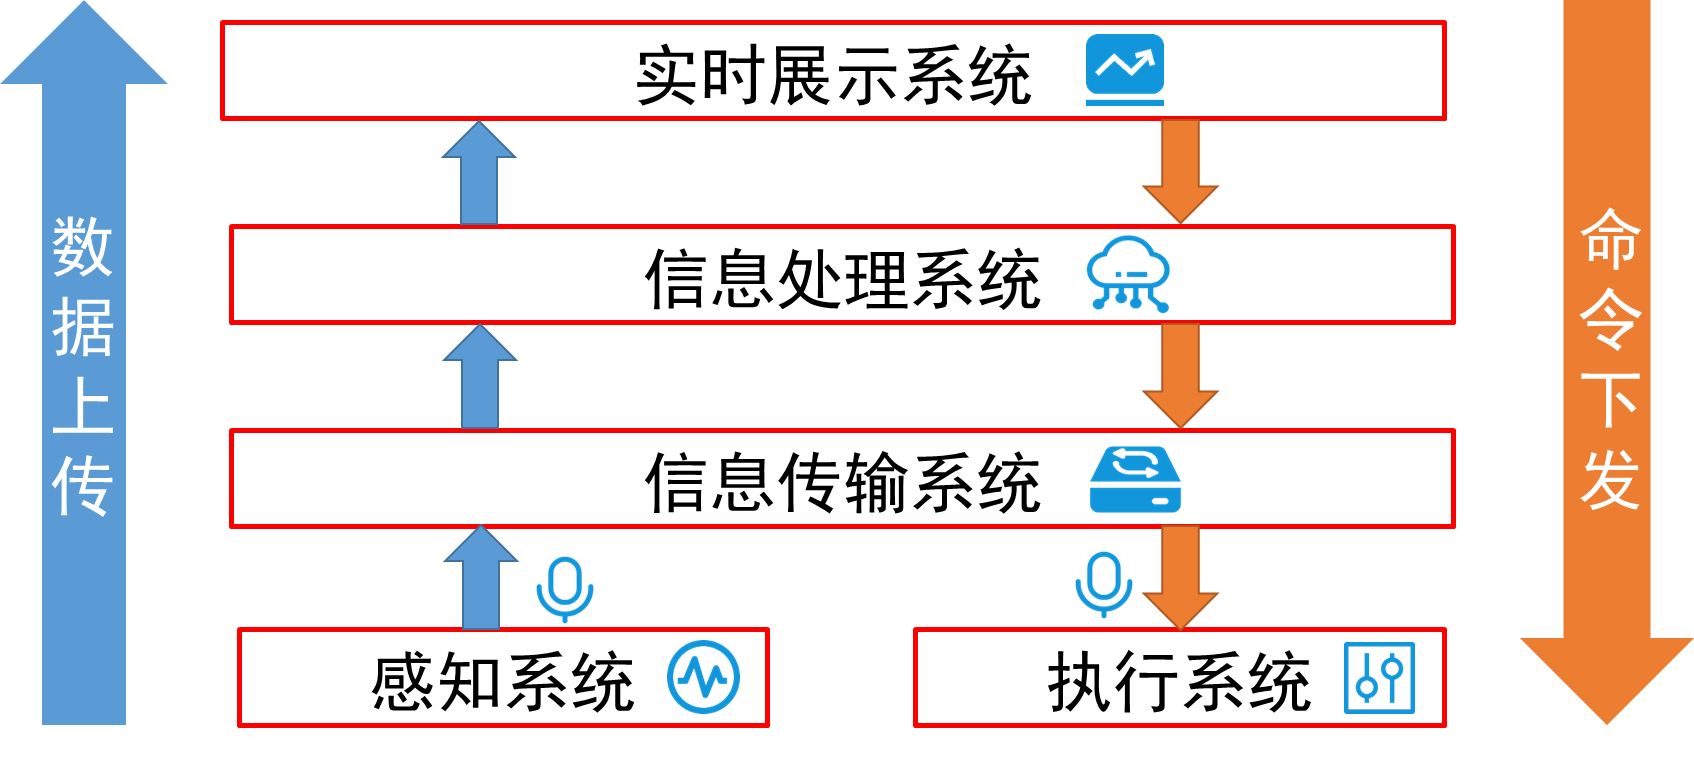 实时展示系统
信息处理系统
信息传输系统
感知系统
执行系统
数据上传
命令下发